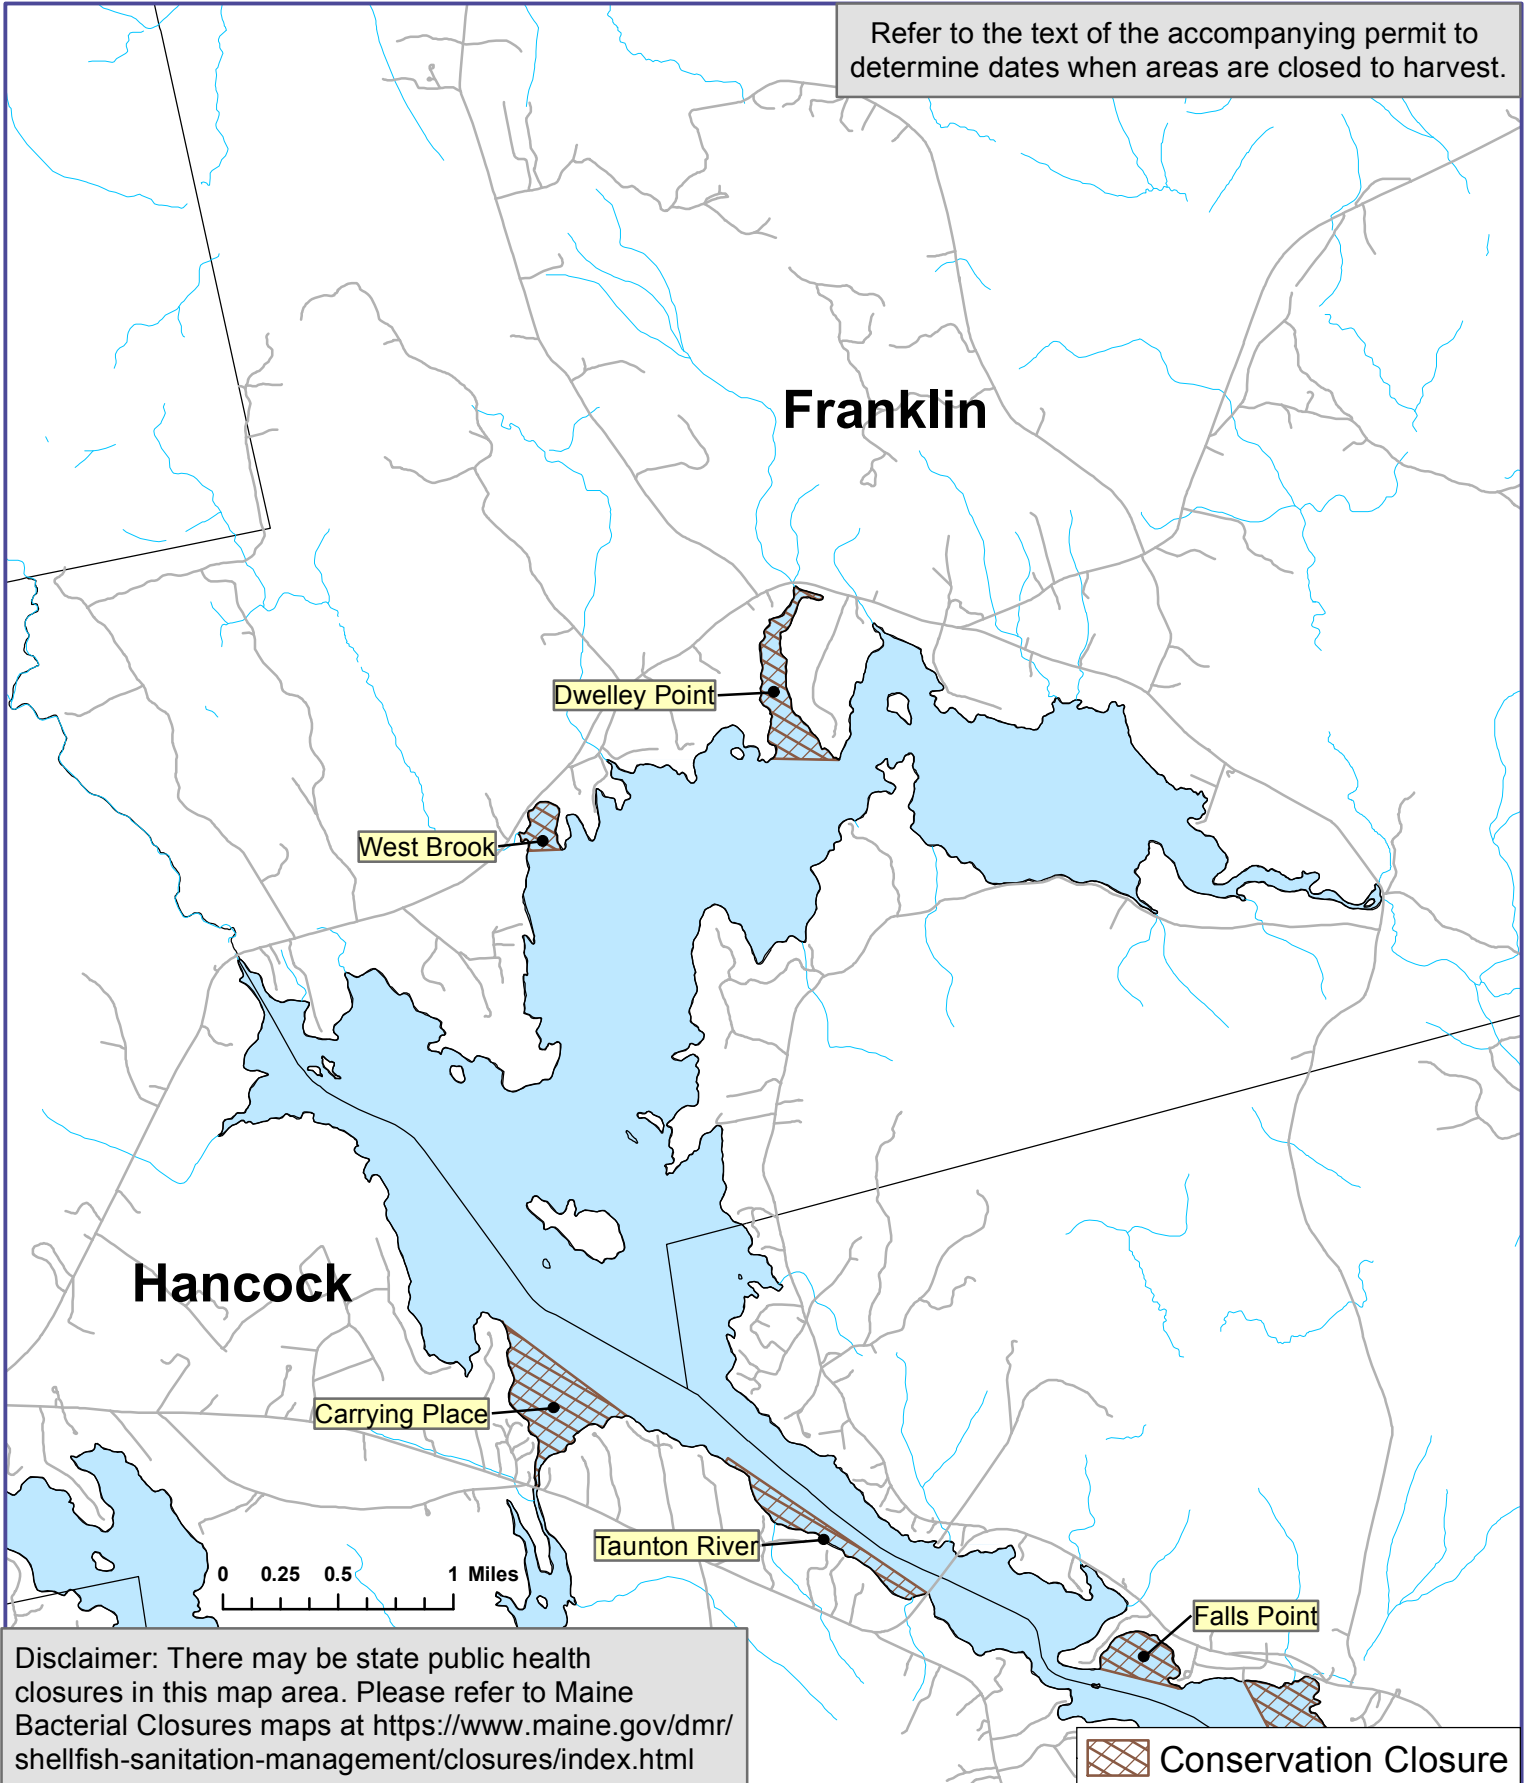 Refer to the text of the accompanying permit to
determine dates when areas are closed to harvest.
Franklin
Dwelley Point
West Brook
Hancock
Carrying Place
Taunton River
0 0.25 0.5 1 Miles
Falls Point
Disclaimer: There may be state public health
closures in this map area. Please refer to Maine
Bacterial Closures maps at https://www.maine.gov/dmr/
shellfish-sanitation-management/closures/index.html
Conservation Closure